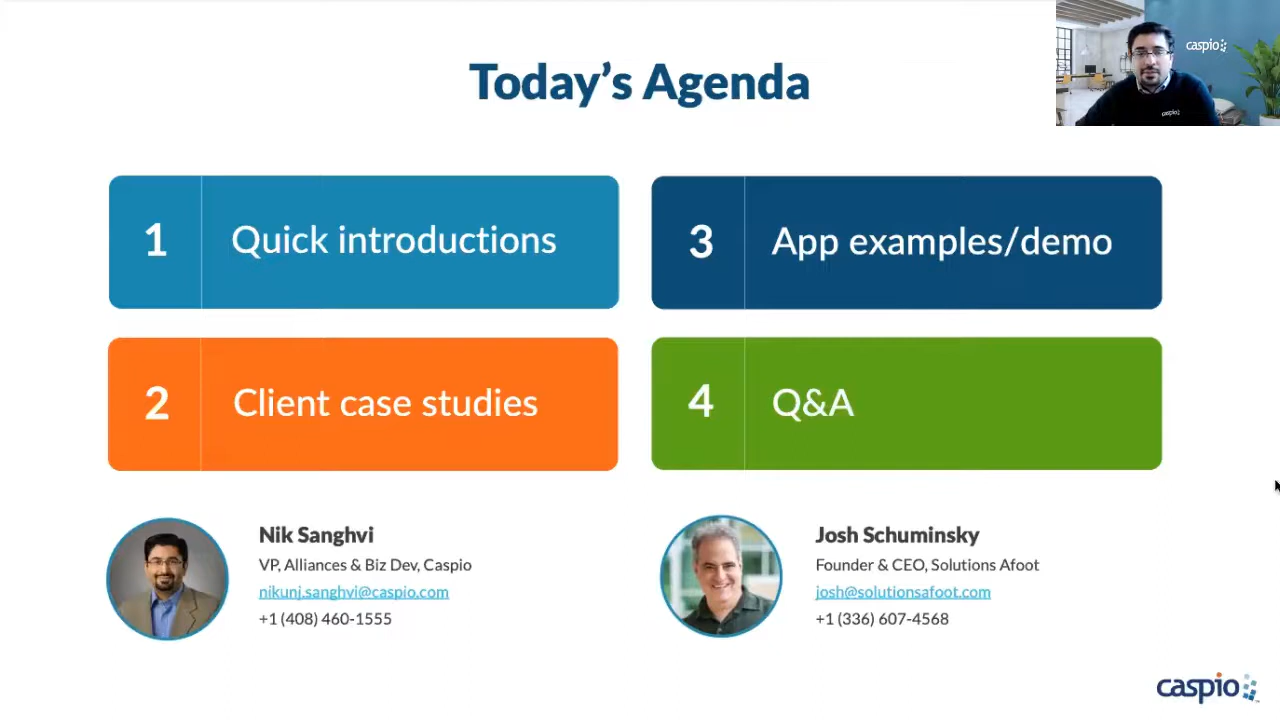 Today's Agenda
caspio
caspio
1 Quick introductions
3 App examples/demo
2 Client case studies
4 Q&A
Nik Sanghvi
VP, Alliances & Biz Dev, Caspio
nikunj.sanghvi@caspio.com
+1 (408) 460-1555
Josh Schuminsky
Founder & CEO, Solutions Afoot
josh@solutionsafoot.com
+1 (336) 607-4568
caspio